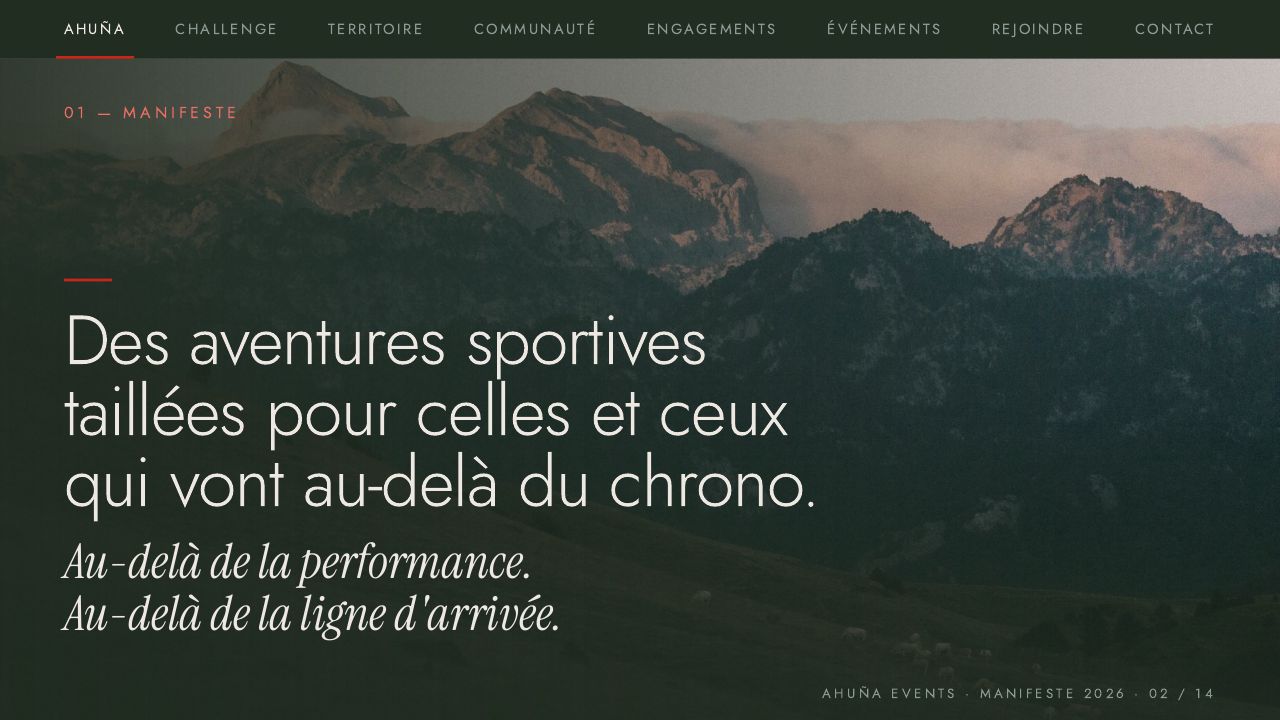 AHUÑA CHALLENGE TERRITOIRE COMMUNAUTÉ ENGAGEMENTS ÉVÉNEMENTS REJOINDRE CONTACT
01 — MANIFESTE
Des aventures sportives
taillées pour celles et ceux
qui vont au-delà du chrono.
Au-delà de la performance.
Au-delà de la ligne d'arrivée.
AHUÑA EVENTS · MANIFESTE 2026 · 02 / 14